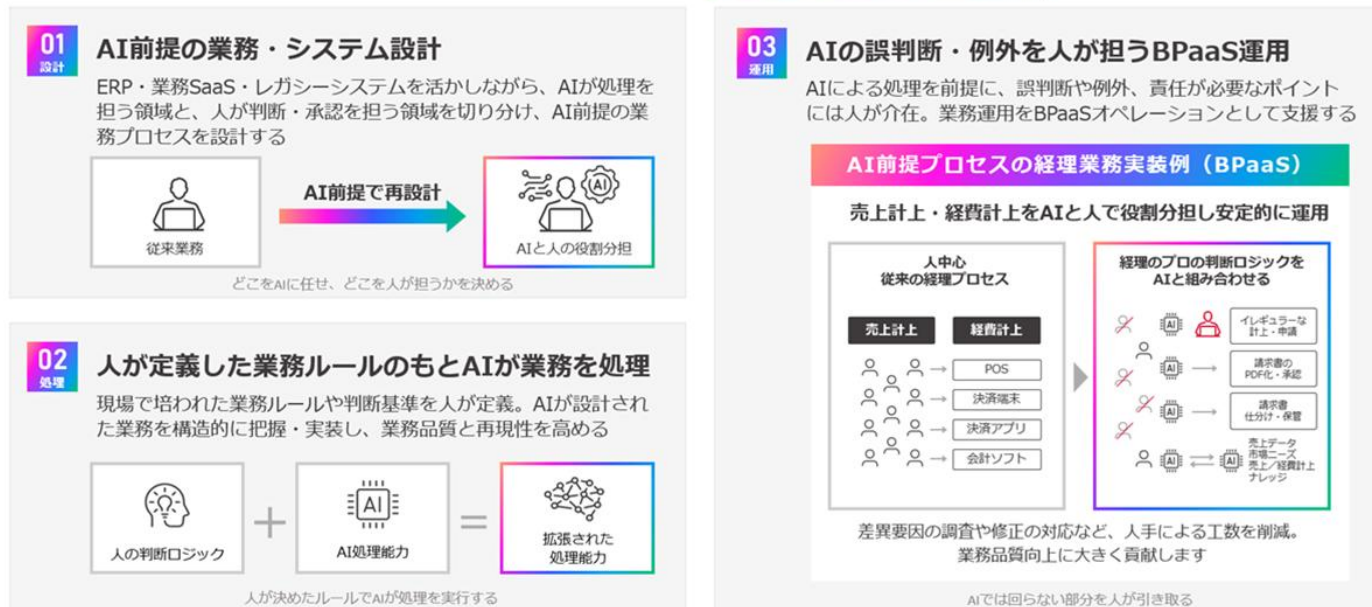 01
設計
AI前提の業務・システム設計
ERP・業務SaaS・レガシーシステムを活かしながら、AIが処理を
担う領域と、人が判断・承認を担う領域を切り分け、AI前提の業
務プロセスを設計する
従来業務
AI前提で再設計
AI
AIと人の役割分担
どこをAIに任せ、どこを人が担うかを決める
02
処理
人が定義した業務ルールのもとAIが業務を処理
現場で培われた業務ルールや判断基準を人が定義。AIが設計され
た業務を構造的に把握・実装し、業務品質と再現性を高める
人の判断ロジック
+
AI
AI処理能力
=
拡張された
処理能力
人が決めたルールでAIが処理を実行する
03
運用
AIの誤判断・例外を人が担うBPaaS運用
AIによる処理を前提に、誤判断や例外、責任が必要なポイント
には人が介在。業務運用をBPaaSオペレーションとして支援する
AI前提プロセスの経理業務実装例（BPaaS）
売上計上・経費計上をAIと人で役割分担し安定的に運用
人中心
従来の経理プロセス
売上計上
経費計上
POS
決済端末
決済アプリ
会計ソフト
経理のプロの判断ロジックを
AIと組み合わせる
AI
イレギュラーな
計上・申請
AI
請求書の
PDF化・承認
AI
請求書
仕分け・保管
AI
AI
売上データ
市場ニーズ
売上／経費計上
ナレッジ
差異要因の調査や修正の対応など、人手による工数を削減。
業務品質向上に大きく貢献します
AIでは回らない部分を人が引き取る